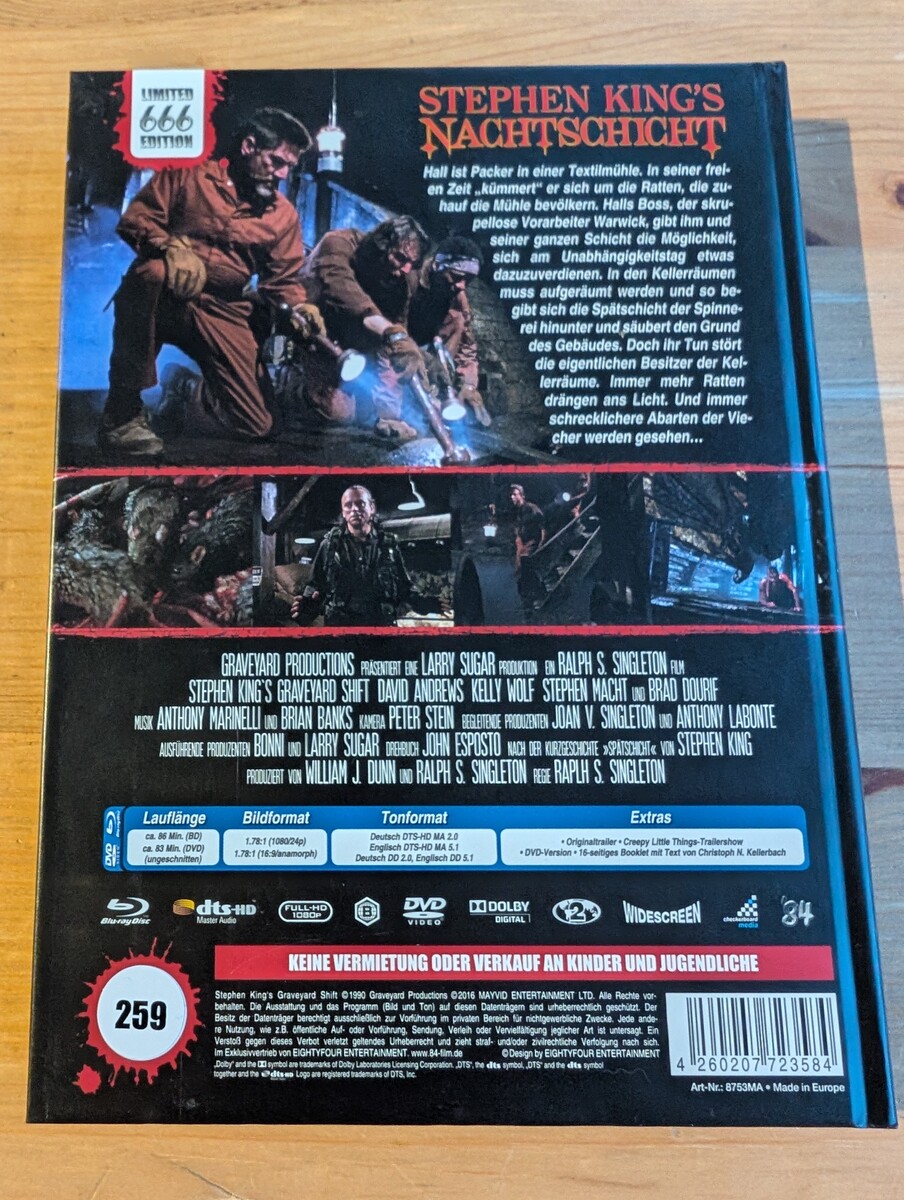 LIMITED
666
EDITION
STEPHEN KING'S
NACHTSCHICHT
Hall ist Packer in einer Textilmühle. In seiner frei-
en Zeit „kümmert“ er sich um die Ratten, die zu-
hauf die Mühle bevölkern. Halls Boss, der skru-
pellose Vorarbeiter Warwick, gibt ihm und
seiner ganzen Schicht die Möglichkeit,
sich am Unabhängigkeitstag etwas
dazuzuverdienen. In den Kellerräumen
muss aufgeräumt werden und so be-
gibt sich die Spätschicht der Spinne-
rei hinunter und säubert den Grund
des Gebäudes. Doch ihr Tun stört
die eigentlichen Besitzer der Kel-
lerräume. Immer mehr Ratten
drängen ans Licht. Und immer
schrecklichere Abarten der Vie-
cher werden gesehen...
GRAVEYARD PRODUCTIONS PRÄSENTIERT EINE LARRY SUGAR PRODUKTION EIN RALPH S. SINGLETON FILM
STEPHEN KING'S GRAVEYARD SHIFT DAVID ANDREWS KELLY WOLF STEPHEN MACHT UND BRAD DOURIF
MUSIK ANTHONY MARINELLI UND BRIAN BANKS KAMERA PETER STEIN BEGLEITENDE PRODUZENTEN JOAN V. SINGLETON UND ANTHONY LABONTE
AUSFÜHRENDE PRODUZENTEN BONNI UND LARRY SUGAR DREHBUCH JOHN ESPOSTO NACH DER KURZGESCHICHTE »SPÄTSCHICHT« VON STEPHEN KING
PRODUZIERT VON WILLIAM J. DUNN UND RALPH S. SINGLETON REGIE RAPLH S. SINGLETON
Lauflänge Bildformat Tonformat Extras
ca. 86 Min. (BD)
ca. 83 Min. (DVD)
(ungeschnitten)
1.78:1 (1080/24p)
1.78:1 (16:9/anamorph)
Deutsch DTS-HD MA 2.0
Englisch DTS-HD MA 5.1
Deutsch DD 2.0, Englisch DD 5.1
• Originaltrailer • Creepy Little Things-Trailershow
• DVD-Version • 16-seitiges Booklet mit Text von Christoph N. Kellerbach
Blu-ray Disc
dts-HD
Master Audio
FULL-HD
1080P
B
DVD
VIDEO
DOLBY
DIGITAL
2
WIDESCREEN
checkerboard
media
84
KEINE VERMIETUNG ODER VERKAUF AN KINDER UND JUGENDLICHE
259
Stephen King's Graveyard Shift ©1990 Graveyard Productions ©2016 MAYVID ENTERTAINMENT LTD. Alle Rechte vor-
behalten. Die Ausstattung und das Programm (Bild und Ton) auf diesen Datenträgern sind urheberrechtlich geschützt. Der
Besitz der Datenträger berechtigt ausschließlich zur Vorführung im privaten Bereich für nichtgewerbliche Zwecke. Jede ande-
re Nutzung, wie z.B. öffentliche Auf- oder Vorführung, Sendung, Verleih oder Vervielfältigung jeglicher Art ist untersagt. Ein
Verstoß gegen dieses Verbot verletzt geltendes Urheberrecht und zieht straf- und/oder zivilrechtliche Verfolgung nach sich.
Im Exklusivvertrieb von EIGHTYFOUR ENTERTAINMENT. www.84-film.de ©Design by EIGHTYFOUR ENTERTAINMENT
„Dolby“ and the symbol are trademarks of Dolby Laboratories Licensing Corporation. „DTS“, the dts symbol, „DTS“ and the dts symbol
together and the dts Logo are registered trademarks of DTS, Inc.
4 260207 723584
Art-Nr.: 8753MA • Made in Europe